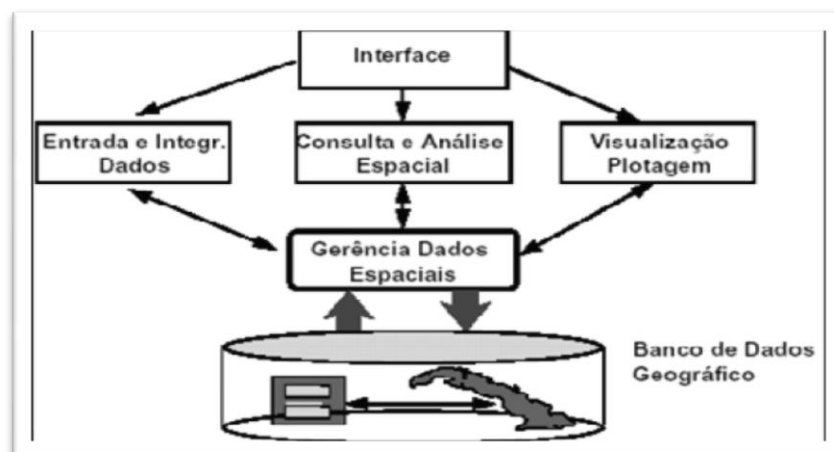 Interface
Entrada e Integr.
Dados
Consulta e Análise
Espacial
Visualização
Plotagem
Gerência Dados
Espaciais
Banco de Dados
Geográfico